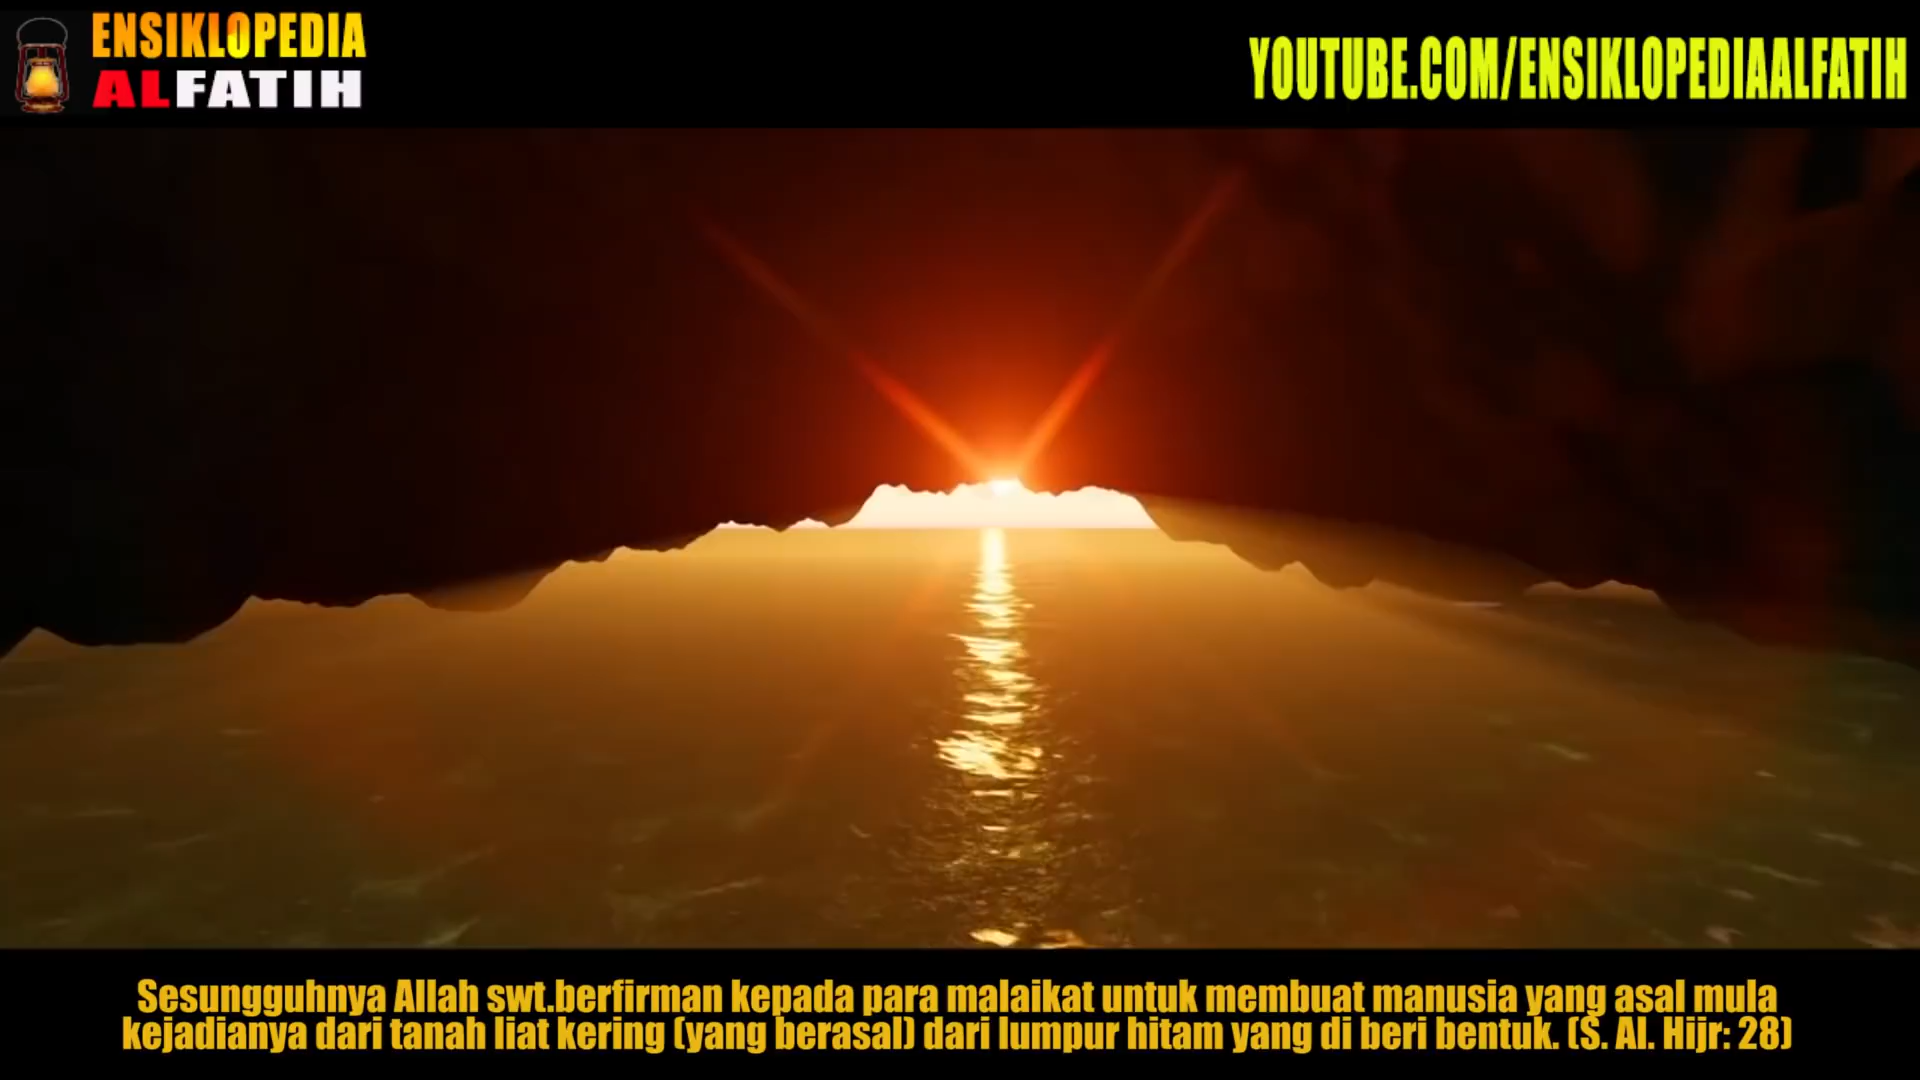 ENSIKLOPEDIA
ALFATIH
YOUTUBE.COM/ENSIKLOPEDIAALFATIH
Sesungguhnya Allah swt.berfirman kepada para malaikat untuk membuat manusia yang asal mula
kejadianya dari tanah liat kering (yang berasal) dari lumpur hitam yang di beri bentuk. (S. Al. Hijr: 28)